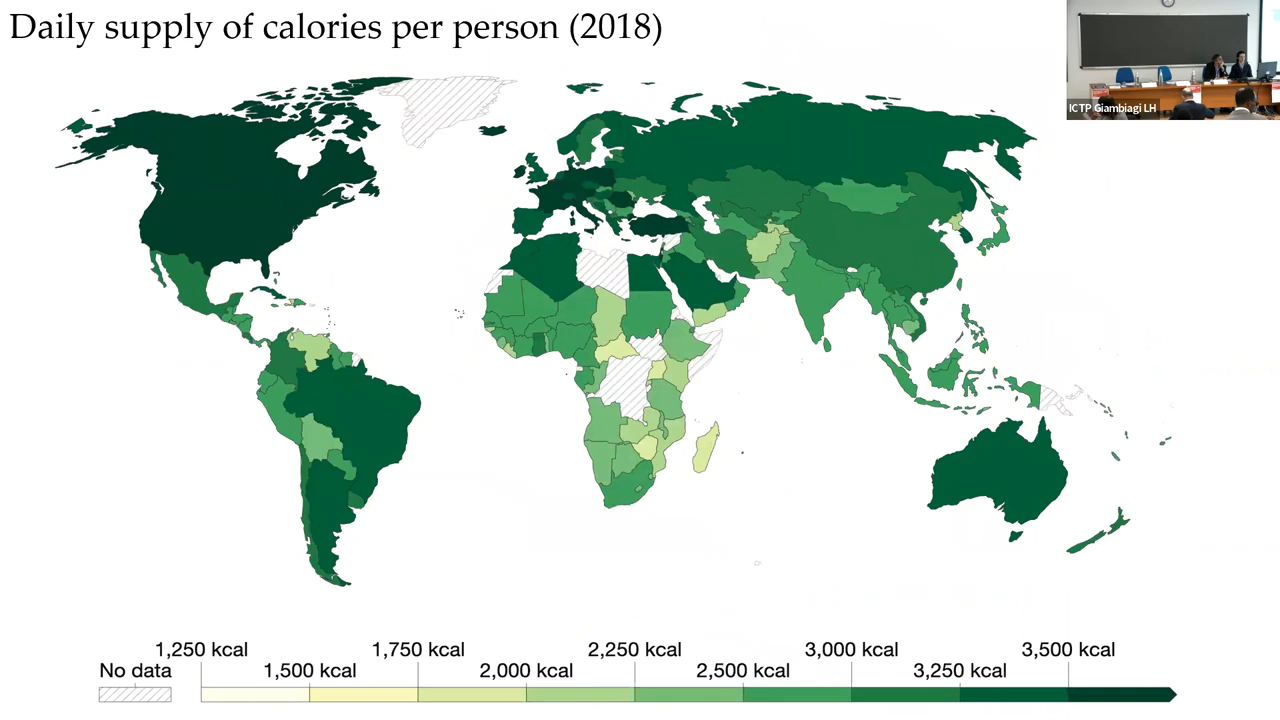 Daily supply of calories per person (2018)
ICTP Giambiagi LH
1,250 kcal
1,750 kcal
2,250 kcal
3,000 kcal
3,500 kcal
No data
1,500 kcal
2,000 kcal
2,500 kcal
3,250 kcal